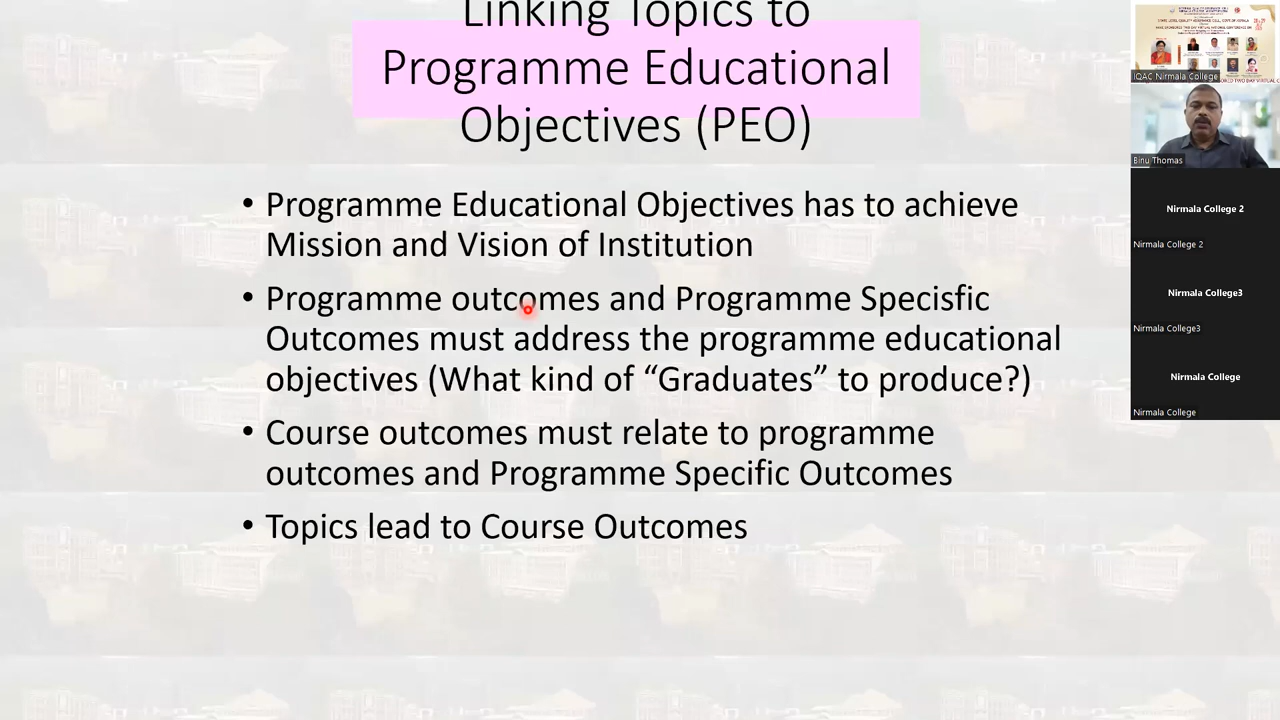 Linking Topics to
Programme Educational
Objectives (PEO)
• Programme Educational Objectives has to achieve
Mission and Vision of Institution
• Programme outcomes and Programme Specisfic
Outcomes must address the programme educational
objectives (What kind of “Graduates” to produce?)
• Course outcomes must relate to programme
outcomes and Programme Specific Outcomes
• Topics lead to Course Outcomes
IQAC Nirmala College
Binu Thomas
Nirmala College 2
Nirmala College 2
Nirmala College3
Nirmala College3
Nirmala College
Nirmala College